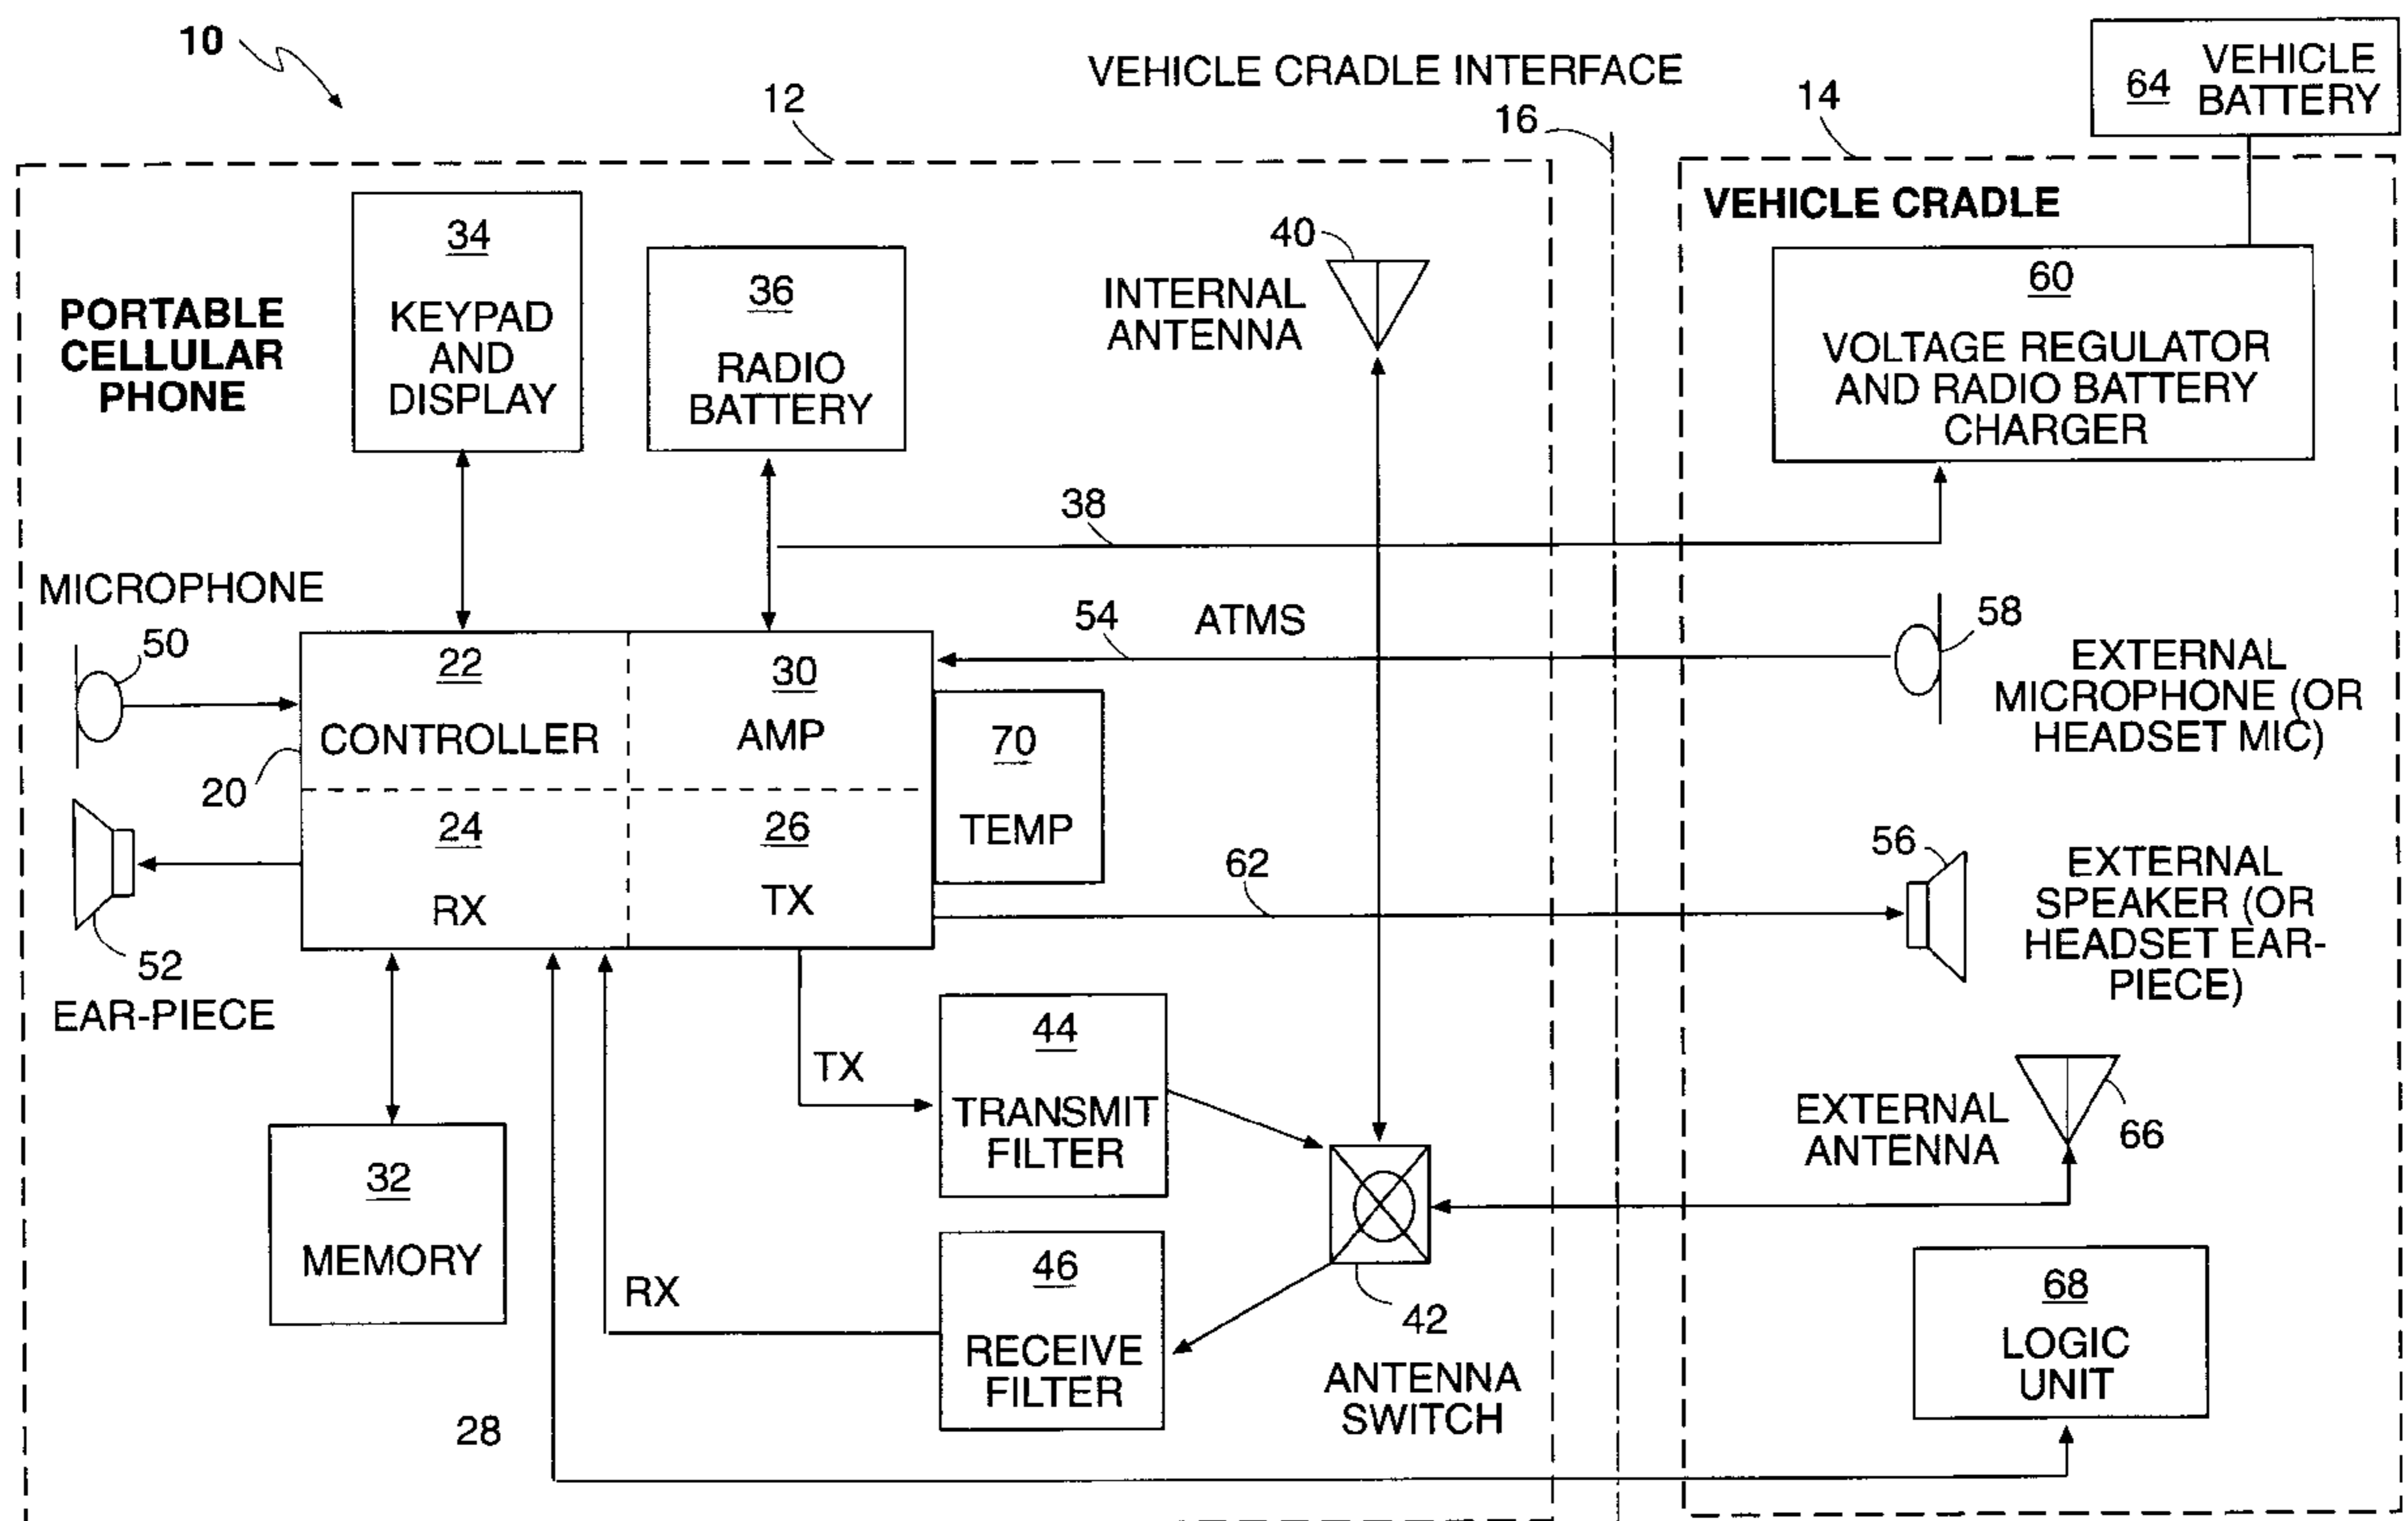 10
VEHICLE CRADLE INTERFACE
12
16
14
64
VEHICLE
BATTERY
PORTABLE
CELLULAR
PHONE
34
KEYPAD
AND
DISPLAY
36
RADIO
BATTERY
40
INTERNAL
ANTENNA
VEHICLE CRADLE
60
VOLTAGE REGULATOR
AND RADIO BATTERY
CHARGER
38
MICROPHONE
50
22
CONTROLLER
30
AMP
54
ATMS
58
EXTERNAL
MICROPHONE (OR
HEADSET MIC)
70
TEMP
20
24
RX
26
TX
62
56
EXTERNAL
SPEAKER (OR
HEADSET EAR-
PIECE)
52
EAR-PIECE
TX
44
TRANSMIT
FILTER
EXTERNAL
ANTENNA
66
32
MEMORY
RX
46
RECEIVE
FILTER
42
ANTENNA
SWITCH
68
LOGIC
UNIT
28